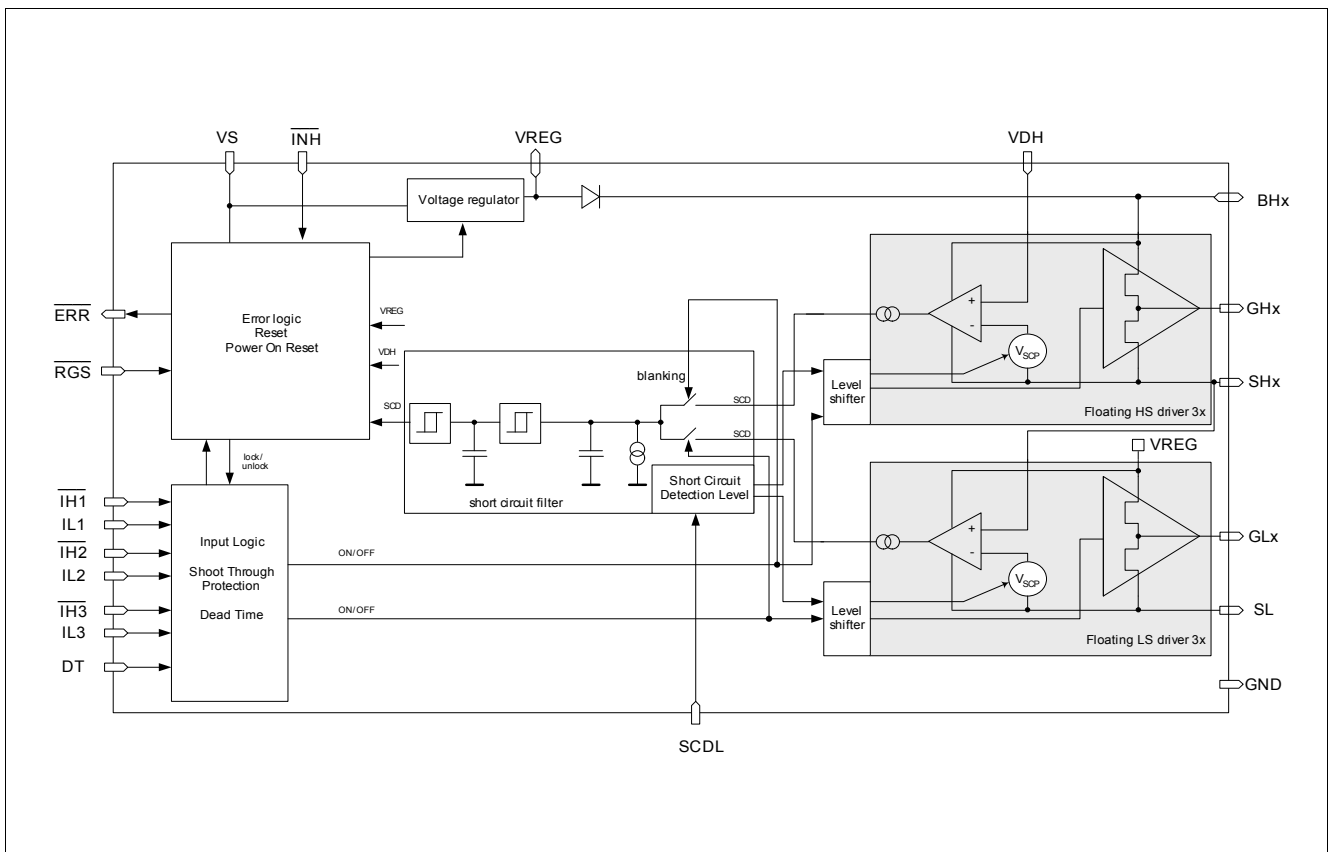 VS
INH
VREG
VDH
Voltage regulator
BHx
ERR
Error logic
Reset
Power On Reset
VREG
VDH
SCD
RGS
blanking
SCD
SCD
short circuit filter
Short Circuit
Detection Level
+
-
VSCP
Level
shifter
Floating HS driver 3x
GHx
SHx
VREG
lock/
unlock
IH1
IL1
IH2
IL2
IH3
IL3
DT
Input Logic
Shoot Through
Protection
Dead Time
ON/OFF
ON/OFF
+
-
VSCP
Level
shifter
Floating LS driver 3x
GLx
SL
GND
SCDL